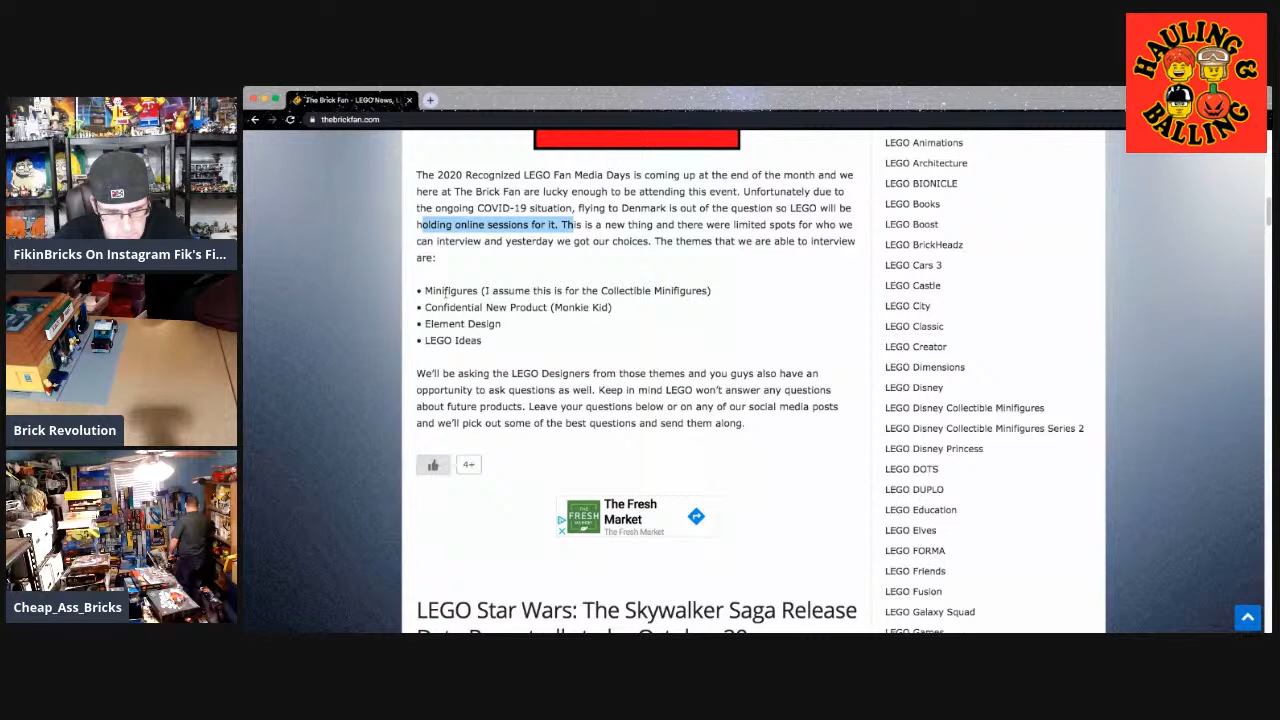 HAULING &
BALLING
The Brick Fan - LEGO News, L
thebrickfan.com
FikinBricks On Instagram Fik's Fi...
Brick Revolution
Cheap_Ass_Bricks
The 2020 Recognized LEGO Fan Media Days is coming up at the end of the month and we
here at The Brick Fan are lucky enough to be attending this event. Unfortunately due to
the ongoing COVID-19 situation, flying to Denmark is out of the question so LEGO will be
holding online sessions for it. This is a new thing and there were limited spots for who we
can interview and yesterday we got our choices. The themes that we are able to interview
are:
• Minifigures (I assume this is for the Collectible Minifigures)
• Confidential New Product (Monkie Kid)
• Element Design
• LEGO Ideas
We'll be asking the LEGO Designers from those themes and you guys also have an
opportunity to ask questions as well. Keep in mind LEGO won't answer any questions
about future products. Leave your questions below or on any of our social media posts
and we'll pick out some of the best questions and send them along.
4+
THE
FRESH
MARKET
The Fresh
Market
The Fresh Market
LEGO Star Wars: The Skywalker Saga Release
LEGO Animations
LEGO Architecture
LEGO BIONICLE
LEGO Books
LEGO Boost
LEGO BrickHeadz
LEGO Cars 3
LEGO Castle
LEGO City
LEGO Classic
LEGO Creator
LEGO Dimensions
LEGO Disney
LEGO Disney Collectible Minifigures
LEGO Disney Collectible Minifigures Series 2
LEGO Disney Princess
LEGO DOTS
LEGO DUPLO
LEGO Education
LEGO Elves
LEGO FORMA
LEGO Friends
LEGO Fusion
LEGO Galaxy Squad
LEGO Games